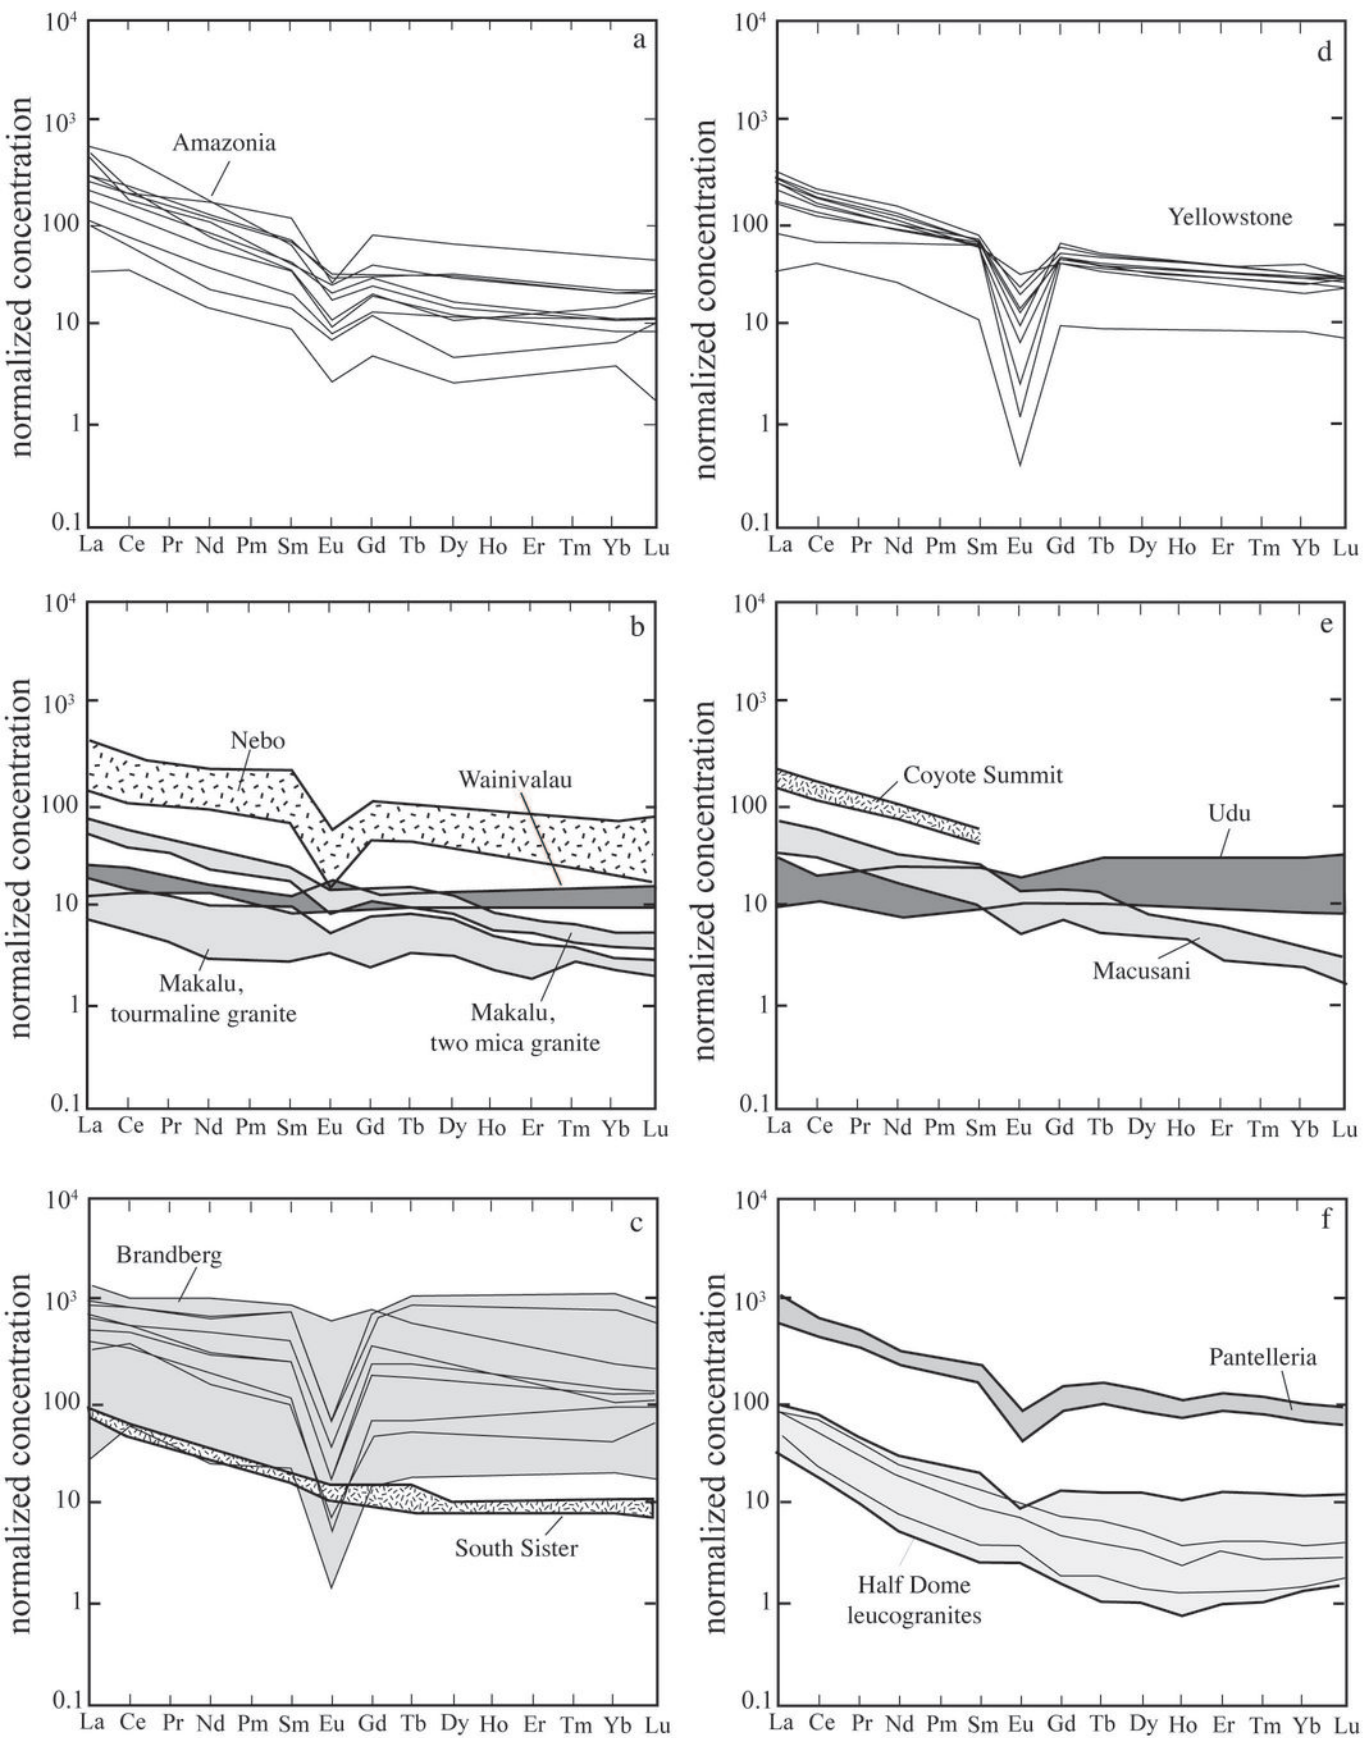 a
10⁴
10³
100
10
1
0.1
normalized concentration
Amazonia
La Ce Pr Nd Pm Sm Eu Gd Tb Dy Ho Er Tm Yb Lu
d
10⁴
10³
100
10
1
0.1
normalized concentration
Yellowstone
La Ce Pr Nd Pm Sm Eu Gd Tb Dy Ho Er Tm Yb Lu
b
10⁴
10³
100
10
1
0.1
normalized concentration
Nebo
Wainivalau
Makalu,
tourmaline granite
Makalu,
two mica granite
La Ce Pr Nd Pm Sm Eu Gd Tb Dy Ho Er Tm Yb Lu
e
10⁴
10³
100
10
1
0.1
normalized concentration
Coyote Summit
Udu
Macusani
La Ce Pr Nd Pm Sm Eu Gd Tb Dy Ho Er Tm Yb Lu
c
10⁴
10³
100
10
1
0.1
normalized concentration
Brandberg
South Sister
La Ce Pr Nd Pm Sm Eu Gd Tb Dy Ho Er Tm Yb Lu
f
10⁴
10³
100
10
1
0.1
normalized concentration
Pantelleria
Half Dome
leucogranites
La Ce Pr Nd Pm Sm Eu Gd Tb Dy Ho Er Tm Yb Lu